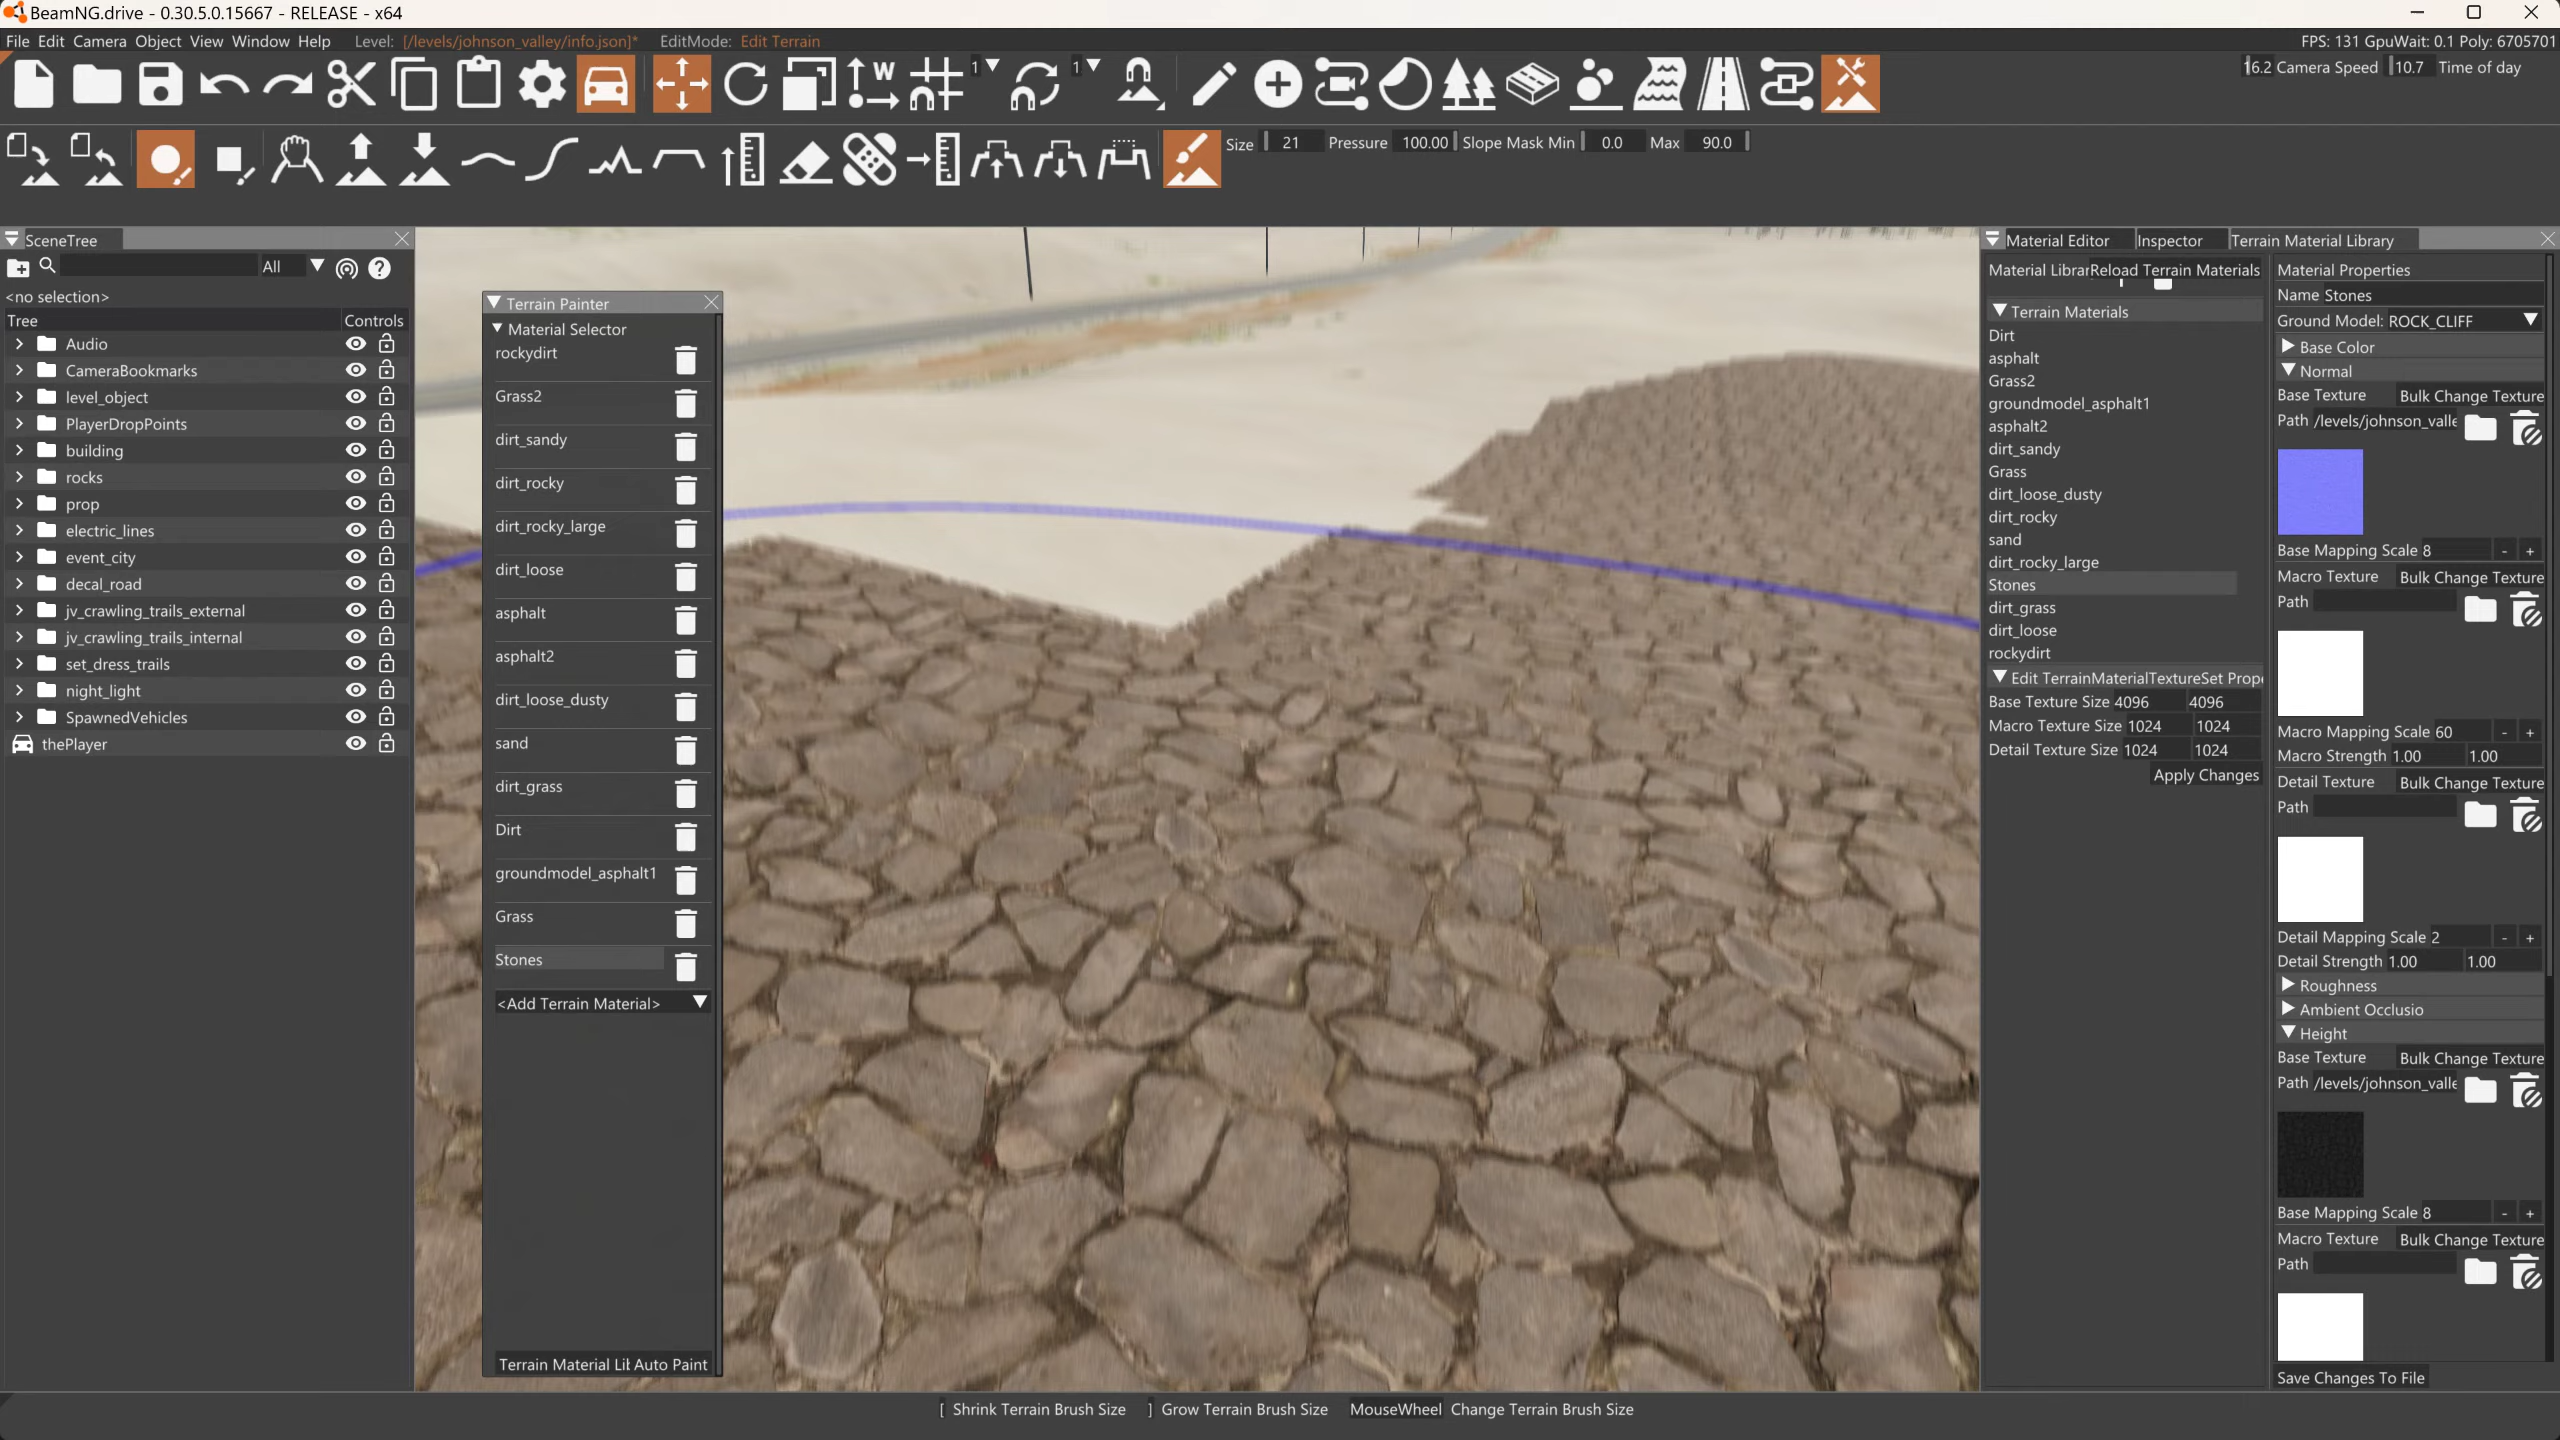 BeamNG.drive - 0.30.5.0.15667 - RELEASE - x64
File Edit Camera Object View Window Help Level: [/levels/johnson_valley/info.json]* EditMode: Edit Terrain FPS: 131 GpuWait: 0.1 Poly: 6705701
W 1 1 16.2 Camera Speed 10.7 Time of day
Size 21 Pressure 100.00 Slope Mask Min 0.0 Max 90.0
SceneTree
All
<no selection>
Tree Controls
Audio
CameraBookmarks
level_object
PlayerDropPoints
building
rocks
prop
electric_lines
event_city
decal_road
jv_crawling_trails_external
jv_crawling_trails_internal
set_dress_trails
night_light
SpawnedVehicles
thePlayer
Terrain Painter
Material Selector
rockydirt
Grass2
dirt_sandy
dirt_rocky
dirt_rocky_large
dirt_loose
asphalt
asphalt2
dirt_loose_dusty
sand
dirt_grass
Dirt
groundmodel_asphalt1
Grass
Stones
<Add Terrain Material>
Terrain Material Lil Auto Paint
Material Editor Inspector Terrain Material Library
Material Librar Reload Terrain Materials
Terrain Materials
Dirt
asphalt
Grass2
groundmodel_asphalt1
asphalt2
dirt_sandy
Grass
dirt_loose_dusty
dirt_rocky
sand
dirt_rocky_large
Stones
dirt_grass
dirt_loose
rockydirt
Edit TerrainMaterialTextureSet Prope
Base Texture Size 4096 4096
Macro Texture Size 1024 1024
Detail Texture Size 1024 1024
Apply Changes
Material Properties
Name Stones
Ground Model: ROCK_CLIFF
Base Color
Normal
Base Texture Bulk Change Texture
Path /levels/johnson_valle
Base Mapping Scale 8 - +
Macro Texture Bulk Change Texture
Path
Macro Mapping Scale 60 - +
Macro Strength 1.00 1.00
Detail Texture Bulk Change Texture
Path
Detail Mapping Scale 2 - +
Detail Strength 1.00 1.00
Roughness
Ambient Occlusio
Height
Base Texture Bulk Change Texture
Path /levels/johnson_valle
Base Mapping Scale 8 - +
Macro Texture Bulk Change Texture
Path
Save Changes To File
[ Shrink Terrain Brush Size ] Grow Terrain Brush Size MouseWheel Change Terrain Brush Size